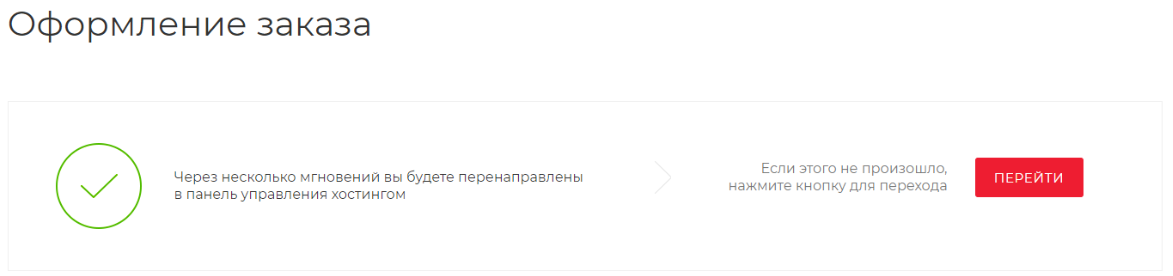 Оформление заказа
Через несколько мгновений вы будете перенаправлены
в панель управления хостингом
Если этого не произошло,
нажмите кнопку для перехода
ПЕРЕЙТИ